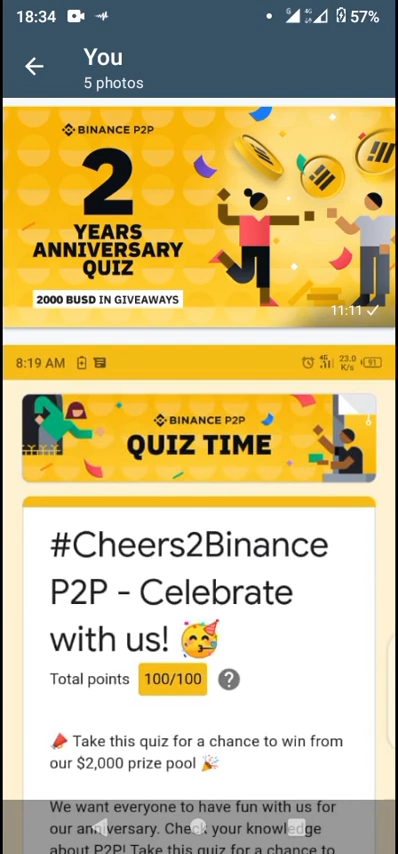 18:34
G 4G 57%
You
5 photos
BINANCE P2P
2
YEARS
ANNIVERSARY
QUIZ
2000 BUSD IN GIVEAWAYS
11:11
8:19 AM 4G 23.0 K/s 91
BINANCE P2P
QUIZ TIME
#Cheers2Binance
P2P - Celebrate
with us! 🥳
Total points 100/100 ?
📣 Take this quiz for a chance to win from
our $2,000 prize pool 🎉
We want everyone to have fun with us for
our anniversary. Check your knowledge
about P2P! Take this quiz for a chance to